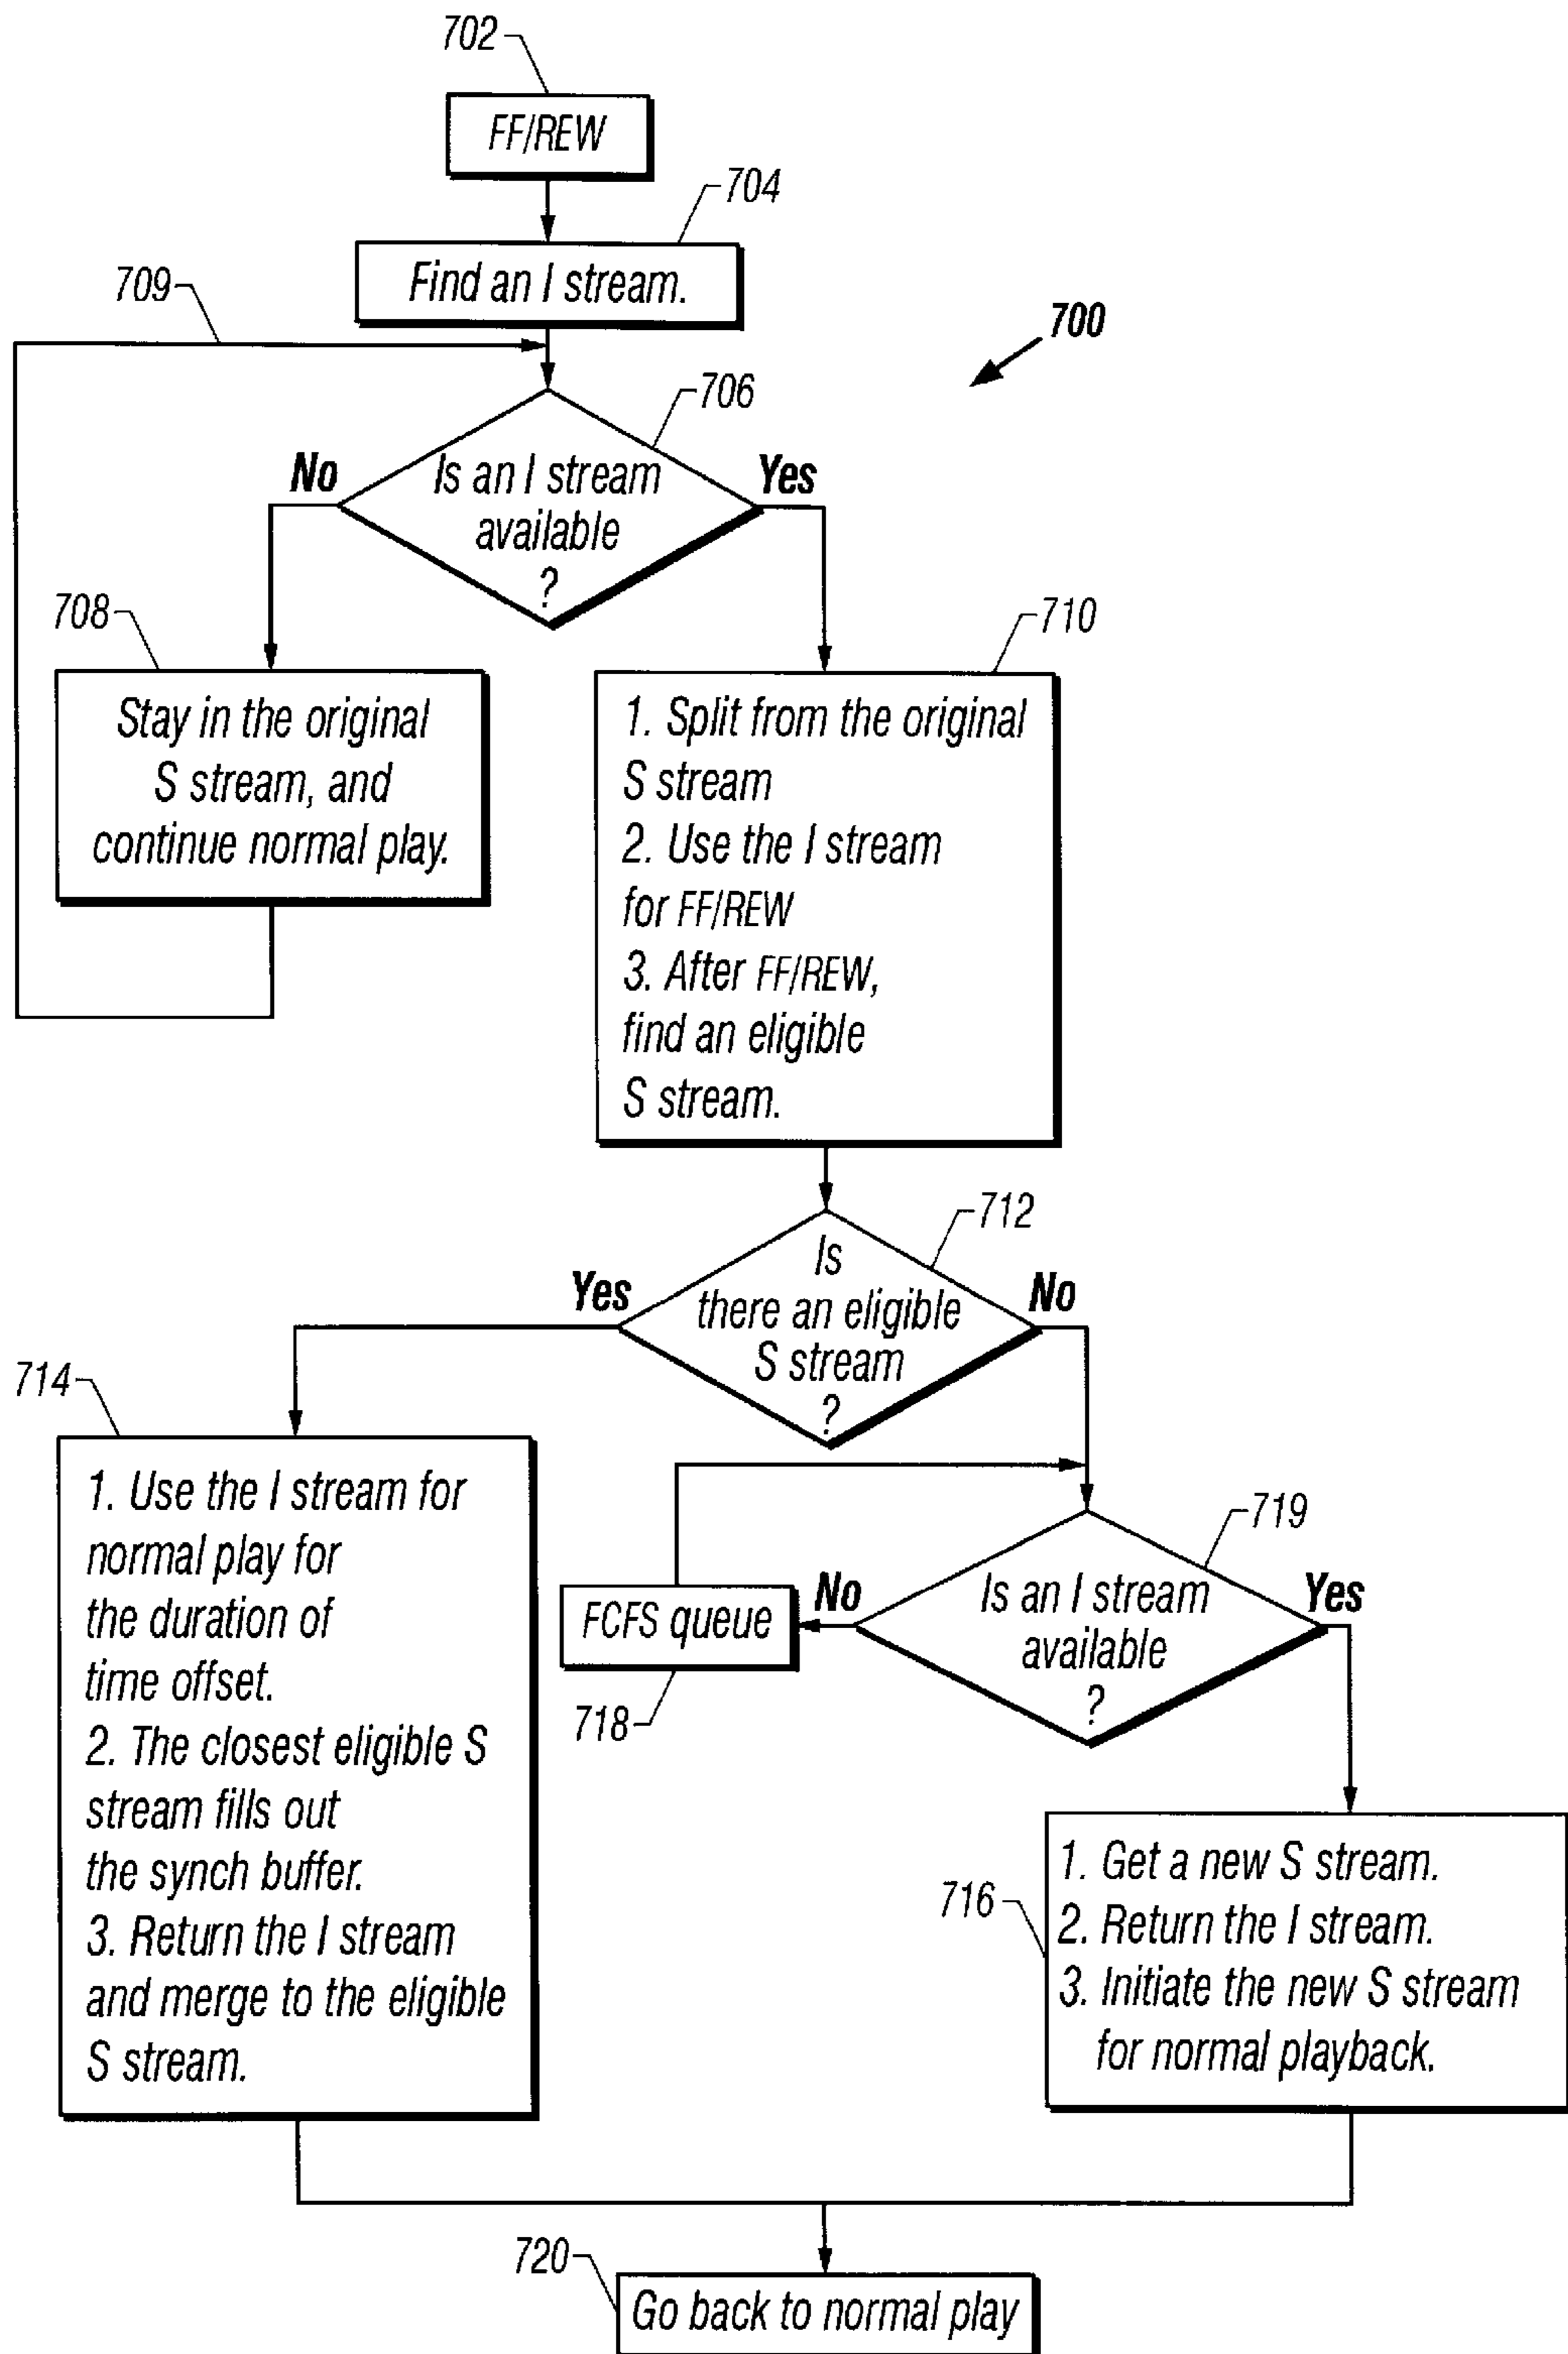 702
FF/REW
704
Find an I stream.
709
700
706
No
Yes
Is an I stream
available
?
708
710
Stay in the original
S stream, and
continue normal play.
1. Split from the original
S stream
2. Use the I stream
for FF/REW
3. After FF/REW,
find an eligible
S stream.
712
Is
there an eligible
S stream
?
Yes
No
714
1. Use the I stream for
normal play for
the duration of
time offset.
2. The closest eligible S
stream fills out
the synch buffer.
3. Return the I stream
and merge to the eligible
S stream.
719
Is an I stream
available
?
No
Yes
FCFS queue
718
716
1. Get a new S stream.
2. Return the I stream.
3. Initiate the new S stream
for normal playback.
720
Go back to normal play